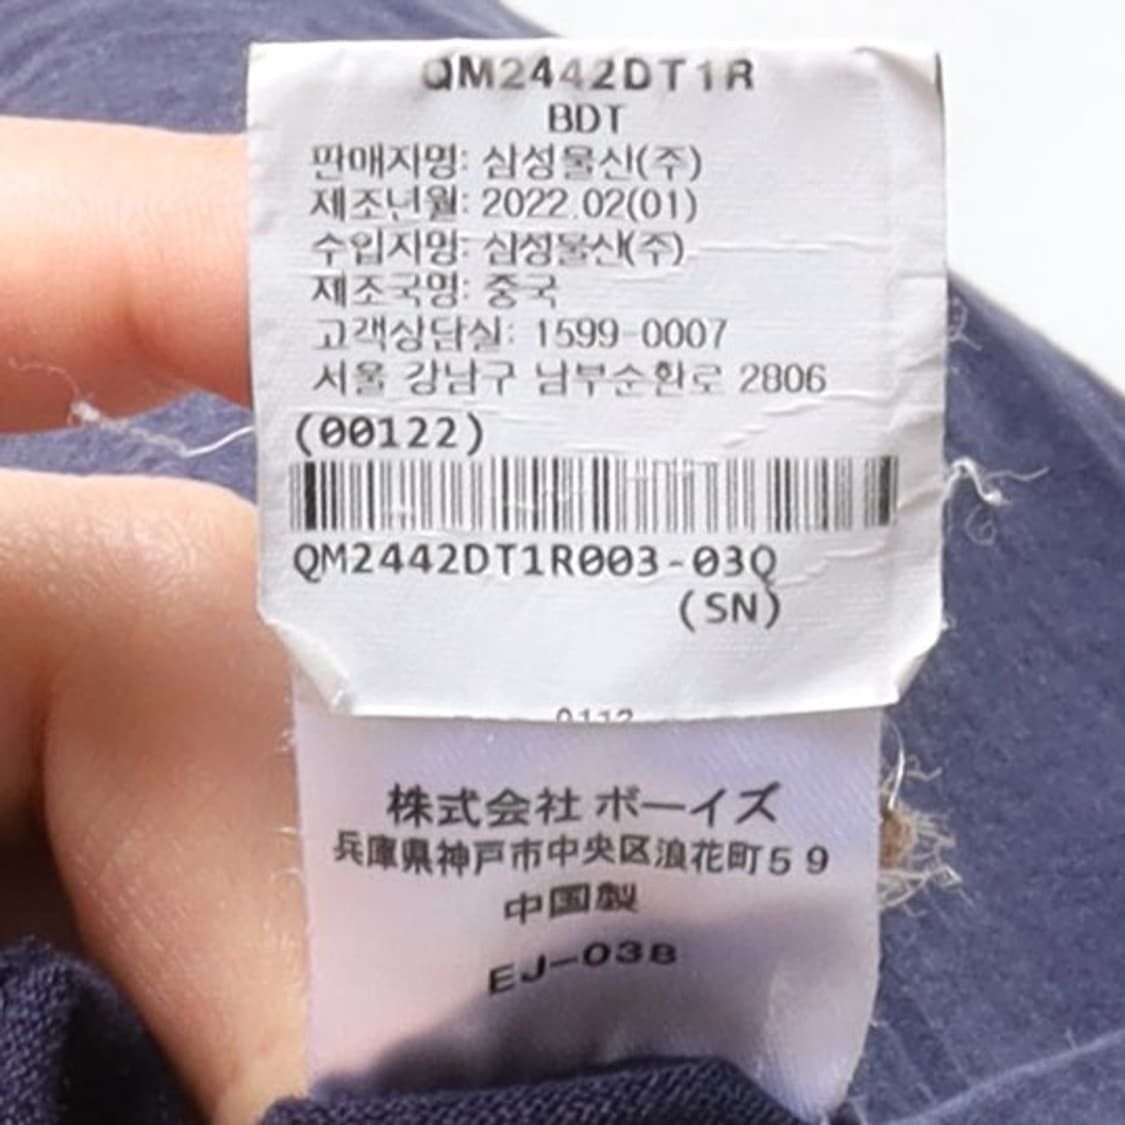 QM2442DT1R
BDT
판매자명: 삼성물산(주)
제조년월: 2022.02(01)
수입자명: 삼성물산(주)
제조국명: 중국
고객상담실: 1599-0007
서울 강남구 남부순환로 2806
(00122)
QM2442DT1R003-03Q
(SN)
0112
株式会社 ボーイズ
兵庫県神戸市中央区浪花町59
中国製
EJ-03B